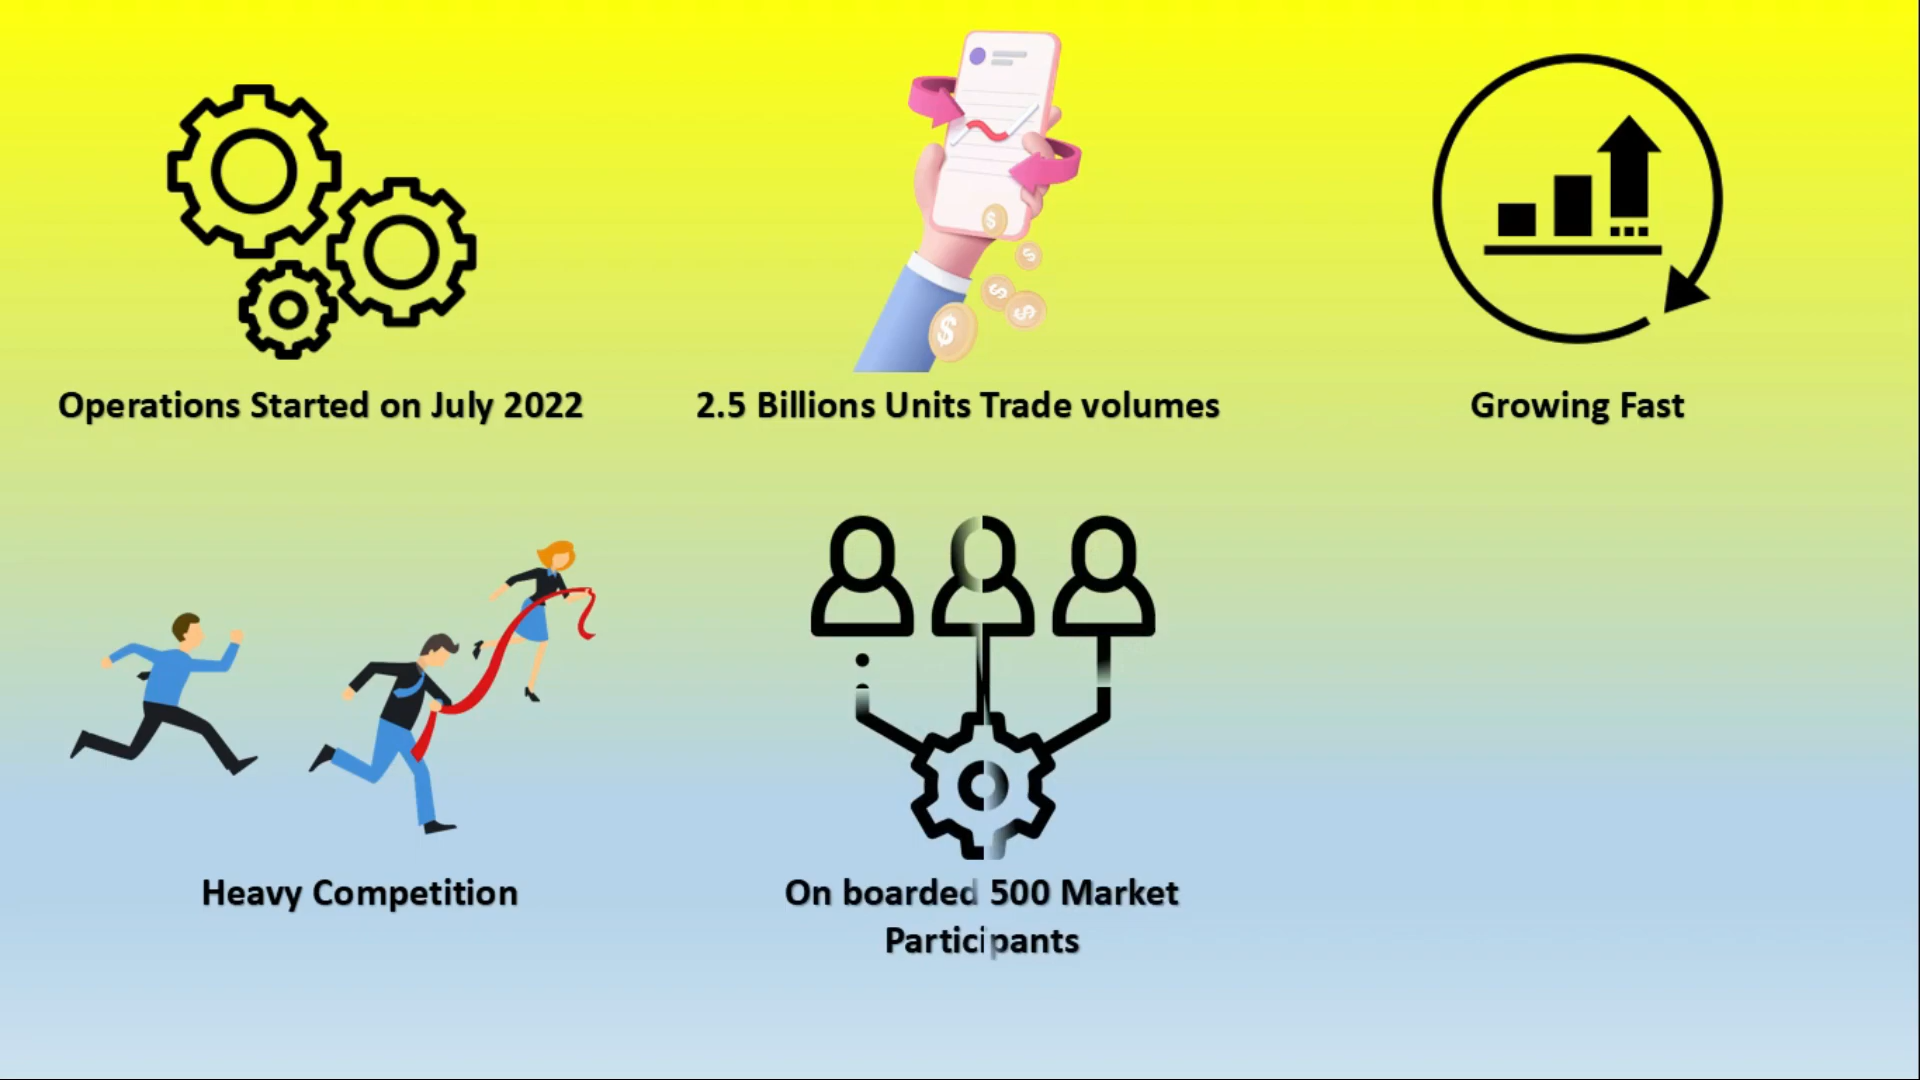 Operations Started on July 2022
2.5 Billions Units Trade volumes
Growing Fast
Heavy Competition
On boarded 500 Market
Participants